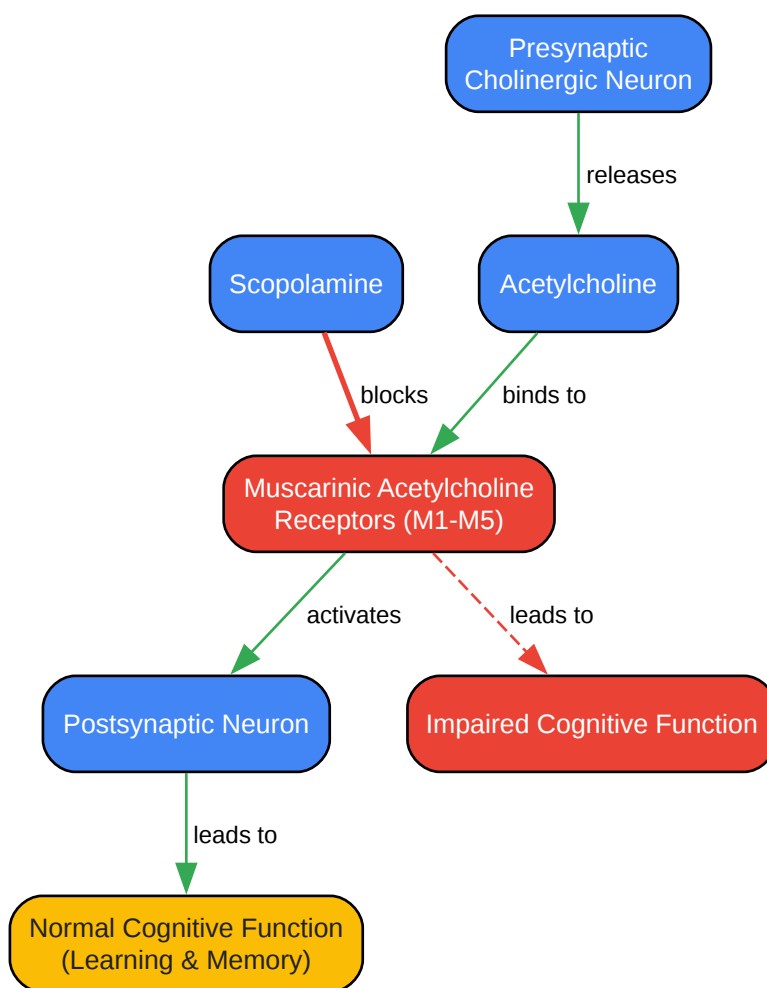 Presynaptic
Cholinergic Neuron
releases
Scopolamine
Acetylcholine
blocks
binds to
Muscarinic Acetylcholine
Receptors (M1-M5)
activates
leads to
Postsynaptic Neuron
Impaired Cognitive Function
leads to
Normal Cognitive Function
(Learning & Memory)